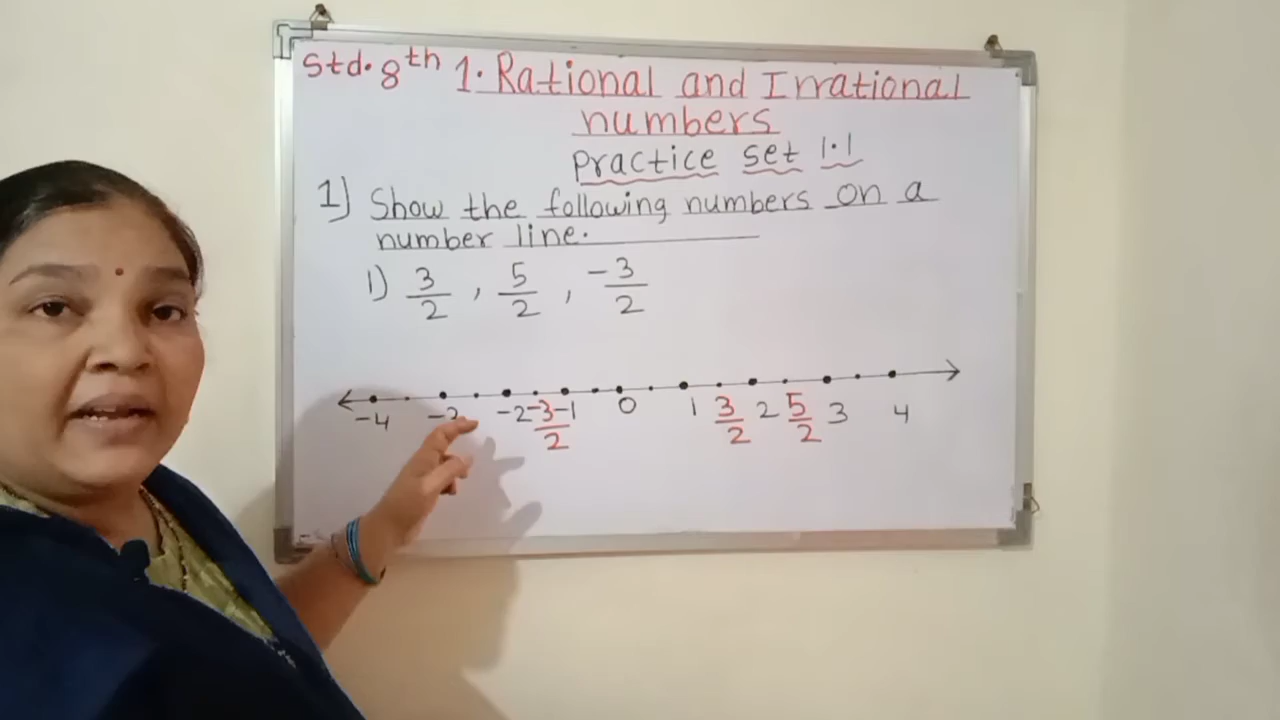 Std. 8th 1. Rational and Irrational
numbers
Practice set 1.1
1) Show the following numbers on a
number line.
1) 3/2 , 5/2 , -3/2
-4 -2 -3/2 -1 0 1 3/2 2 5/2 3 4